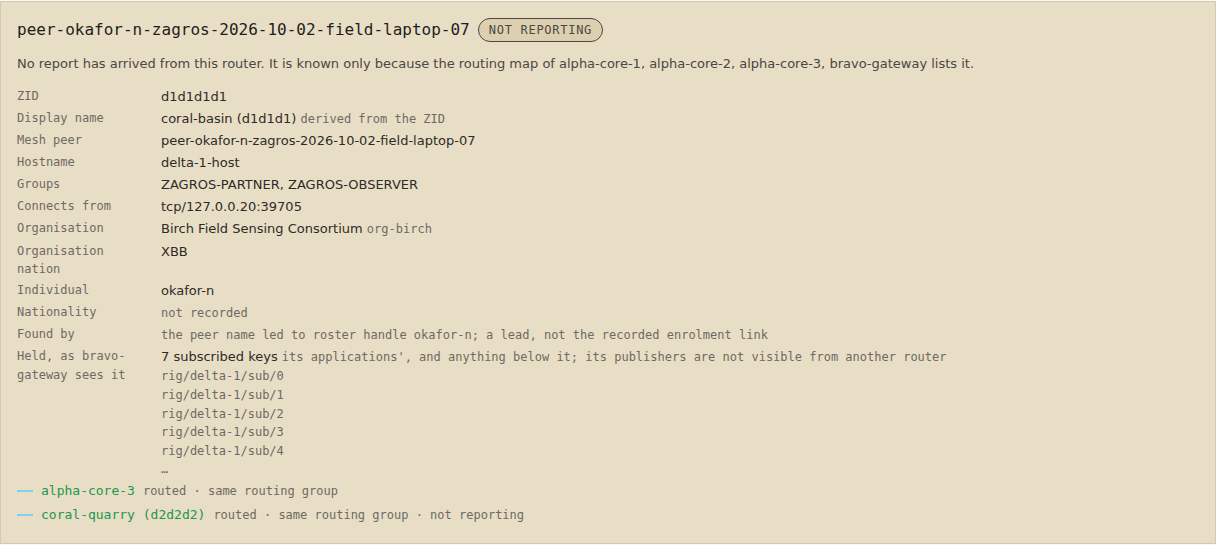 peer-okafor-n-zagros-2026-10-02-field-laptop-07 NOT REPORTING
No report has arrived from this router. It is known only because the routing map of alpha-core-1, alpha-core-2, alpha-core-3, bravo-gateway lists it.
ZID d1d1d1d1
Display name coral-basin (d1d1d1) derived from the ZID
Mesh peer peer-okafor-n-zagros-2026-10-02-field-laptop-07
Hostname delta-1-host
Groups ZAGROS-PARTNER, ZAGROS-OBSERVER
Connects from tcp/127.0.0.20:39705
Organisation Birch Field Sensing Consortium org-birch
Organisation XBB
nation
Individual okafor-n
Nationality not recorded
Found by the peer name led to roster handle okafor-n; a lead, not the recorded enrolment link
Held, as bravo- 7 subscribed keys its applications', and anything below it; its publishers are not visible from another router
gateway sees it rig/delta-1/sub/0
rig/delta-1/sub/1
rig/delta-1/sub/2
rig/delta-1/sub/3
rig/delta-1/sub/4
…
alpha-core-3 routed · same routing group
coral-quarry (d2d2d2) routed · same routing group · not reporting